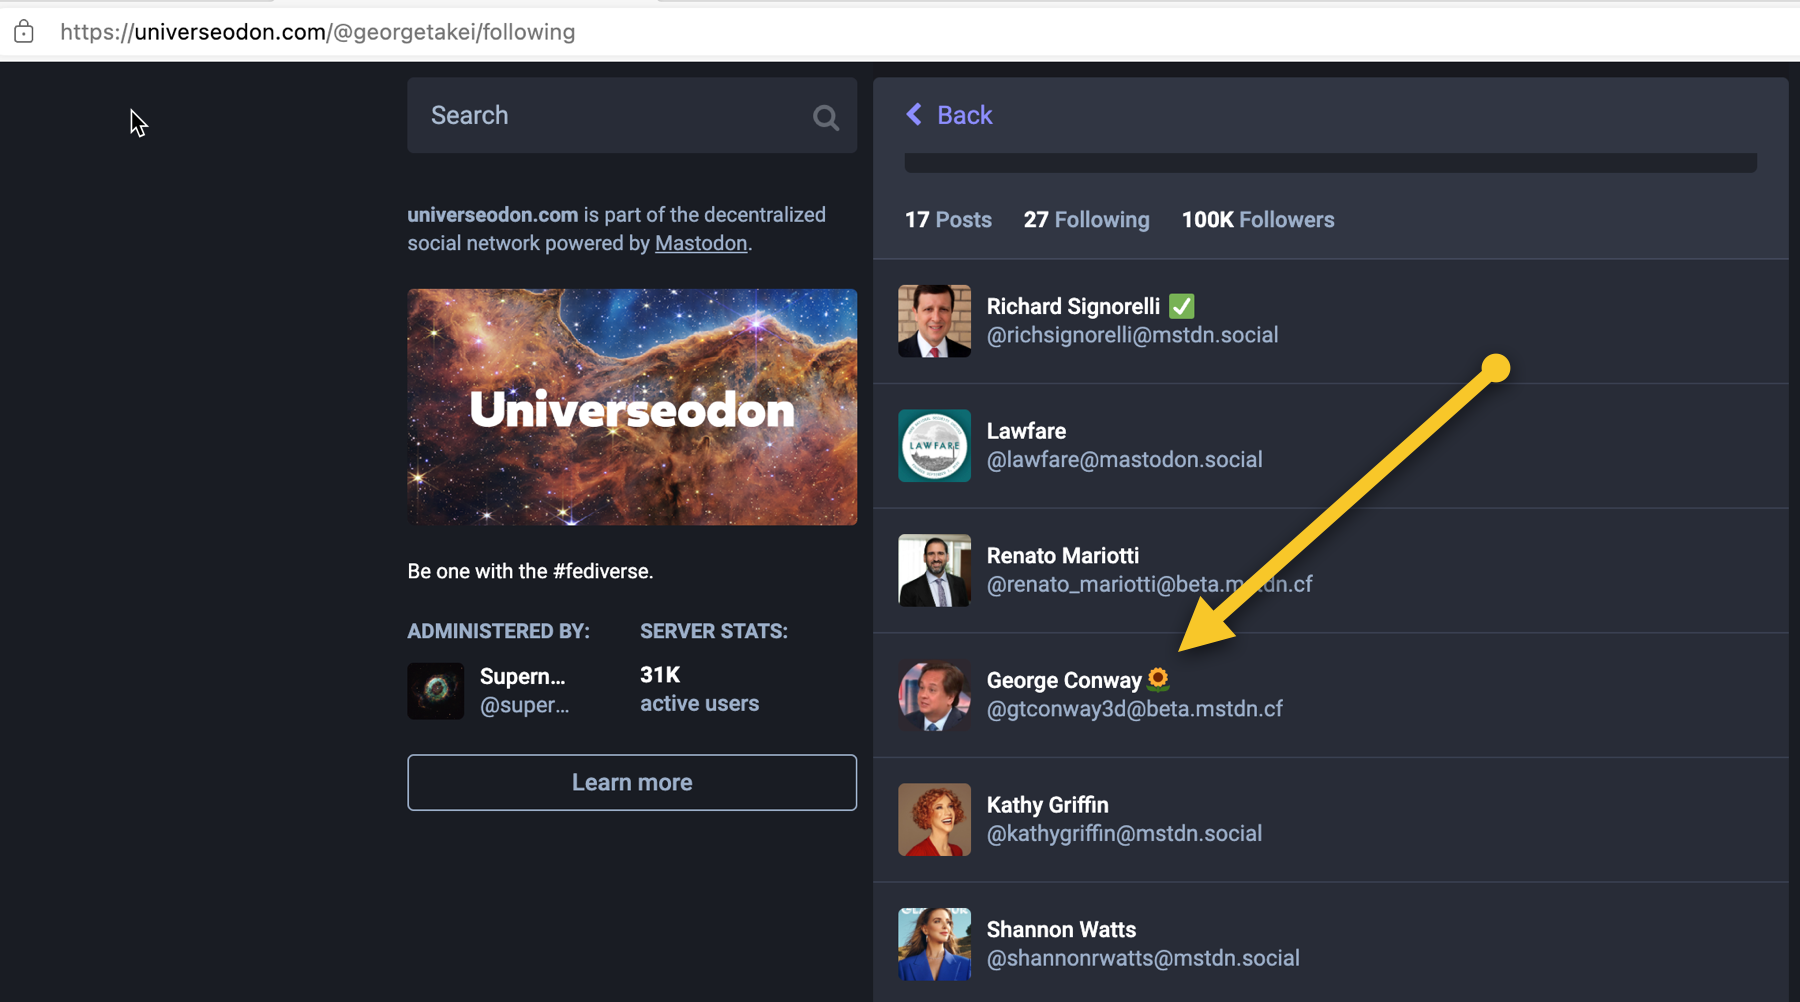 https://universeodon.com/@georgetakei/following
Search
universeodon.com is part of the decentralized
social network powered by Mastodon.
Universeodon
Be one with the #fediverse.
ADMINISTERED BY:
Supern...
@super...
SERVER STATS:
31K
active users
Learn more
Back
17 Posts 27 Following 100K Followers
Richard Signorelli ✅
@richsignorelli@mstdn.social
LAWFARE
Lawfare
@lawfare@mastodon.social
Renato Mariotti
@renato_mariotti@beta.mstdn.cf
George Conway🌻
@gtconway3d@beta.mstdn.cf
Kathy Griffin
@kathygriffin@mstdn.social
Shannon Watts
@shannonrwatts@mstdn.social